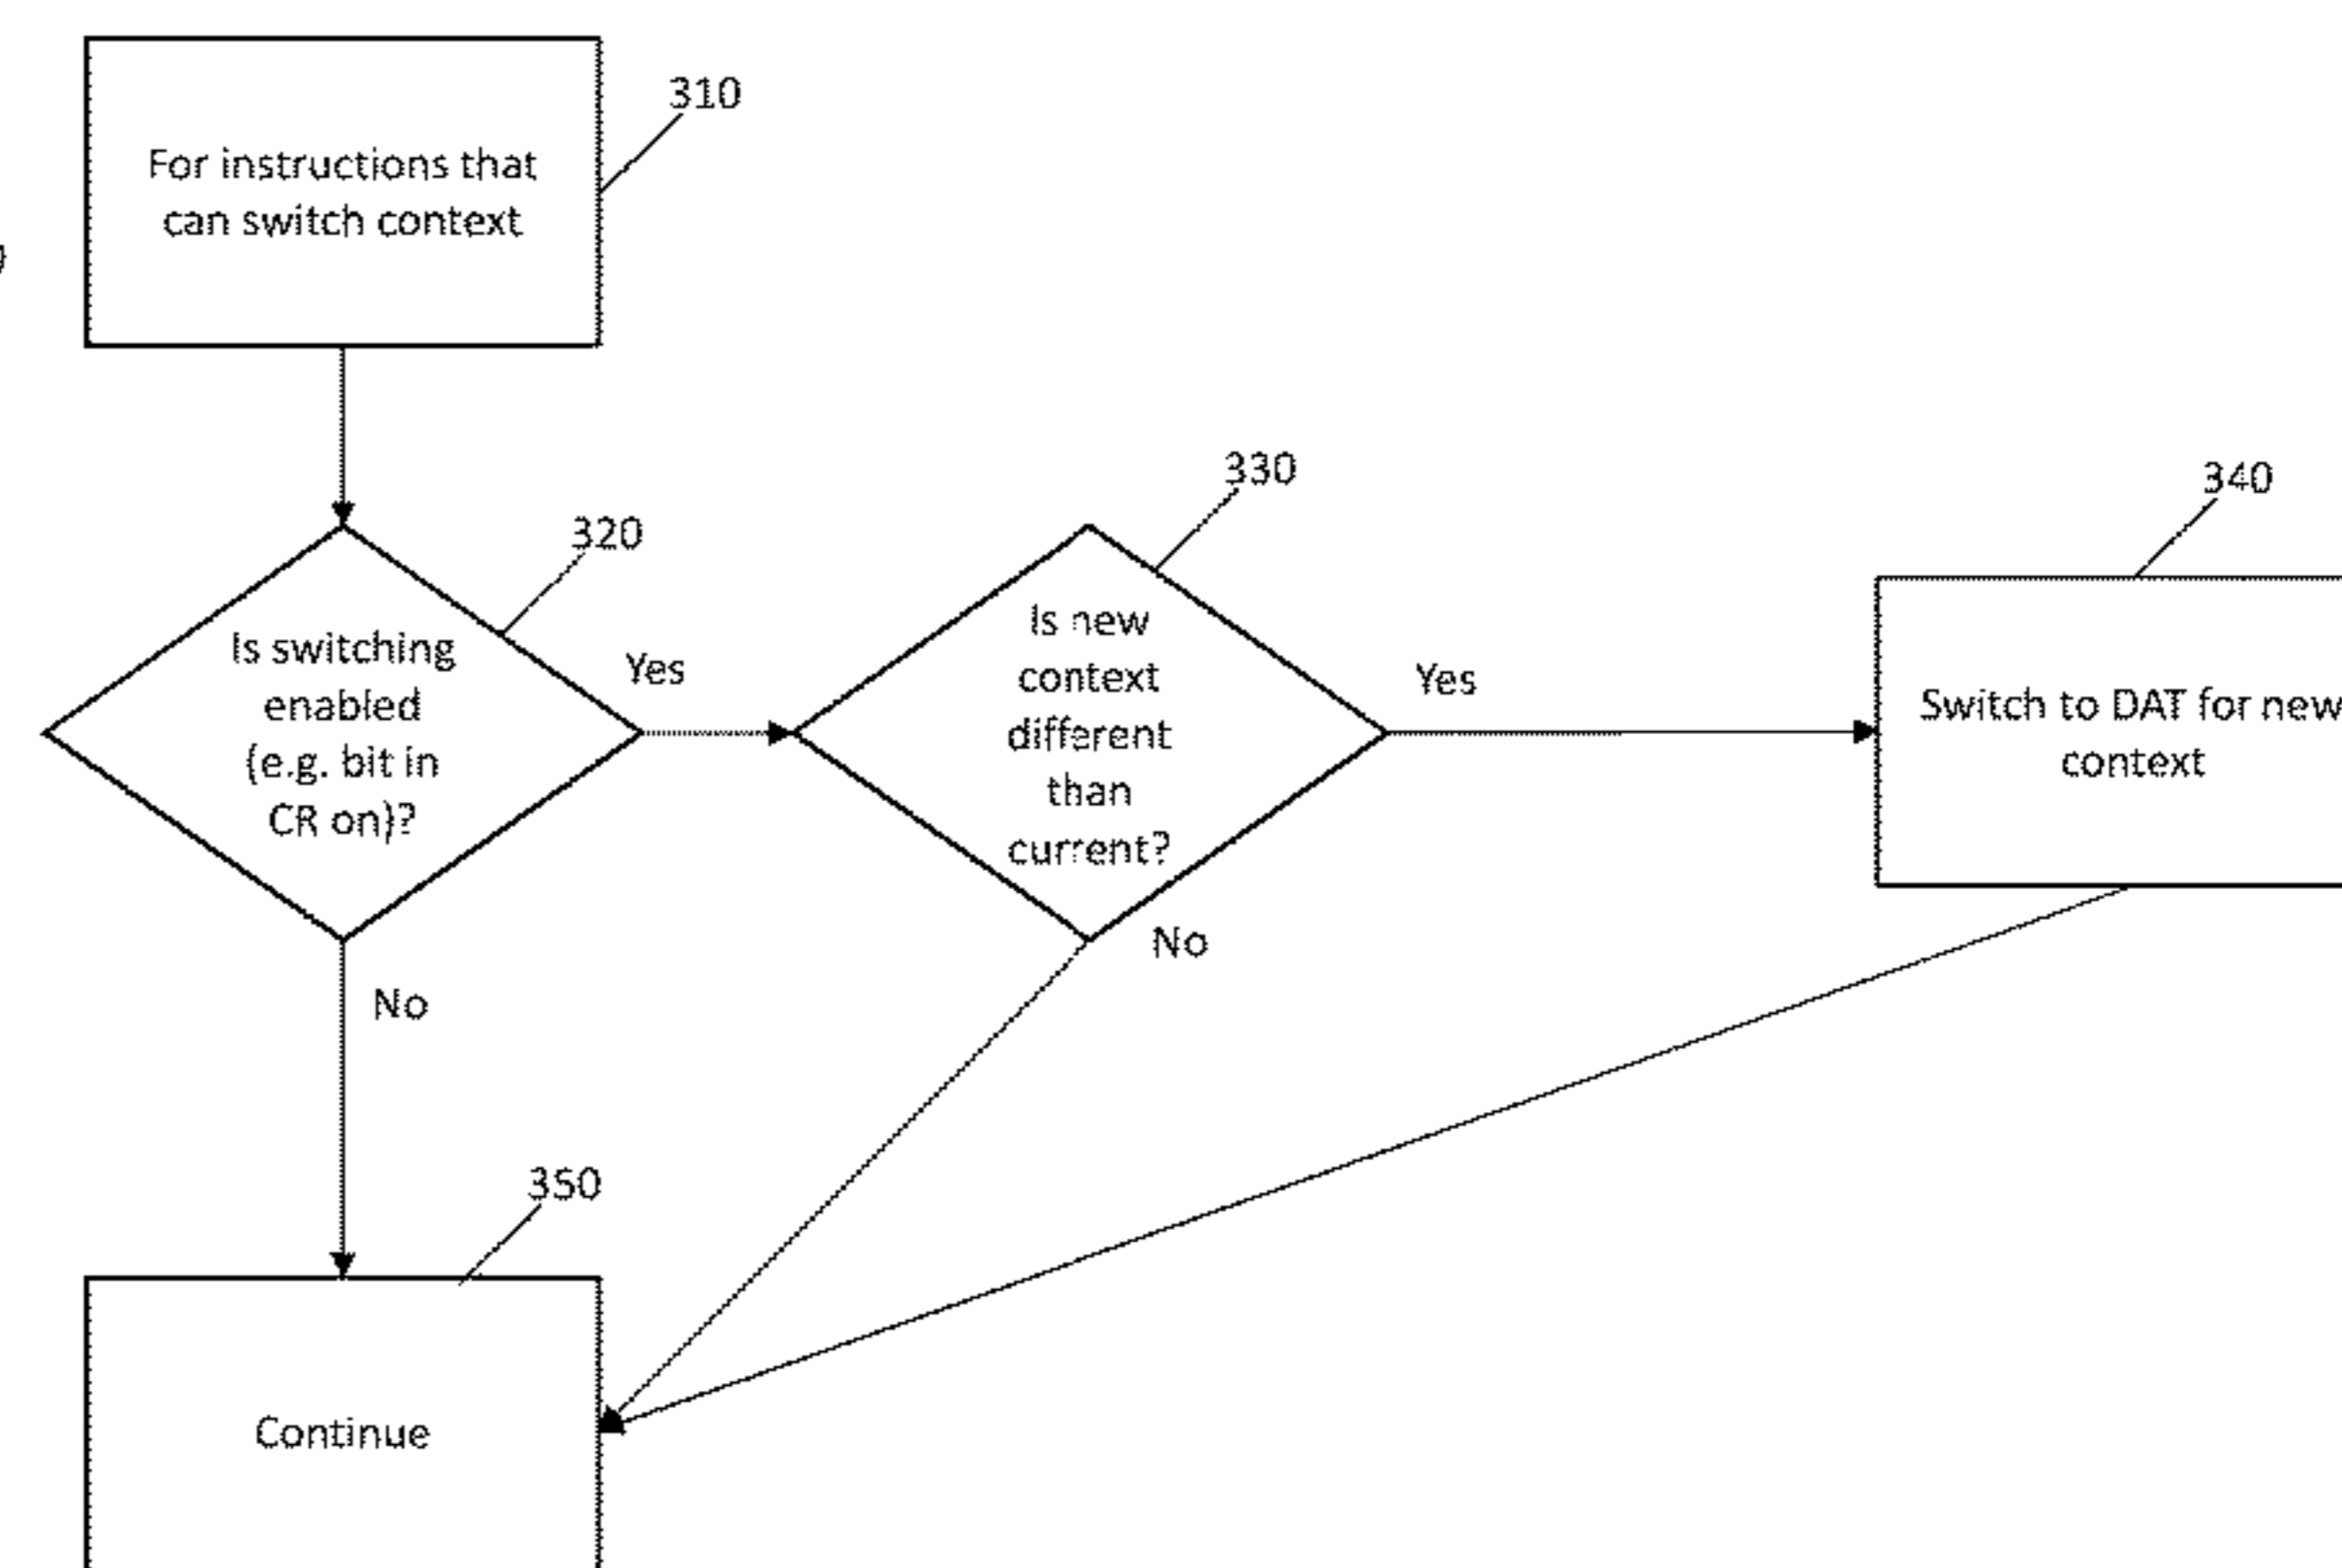 310
For instructions that
can switch context
320
Is switching
enabled
(e.g. bit in
CR on)?
Yes
330
Is new
context
different
than
current?
Yes
340
Switch to DAT for new
context
No
No
350
Continue